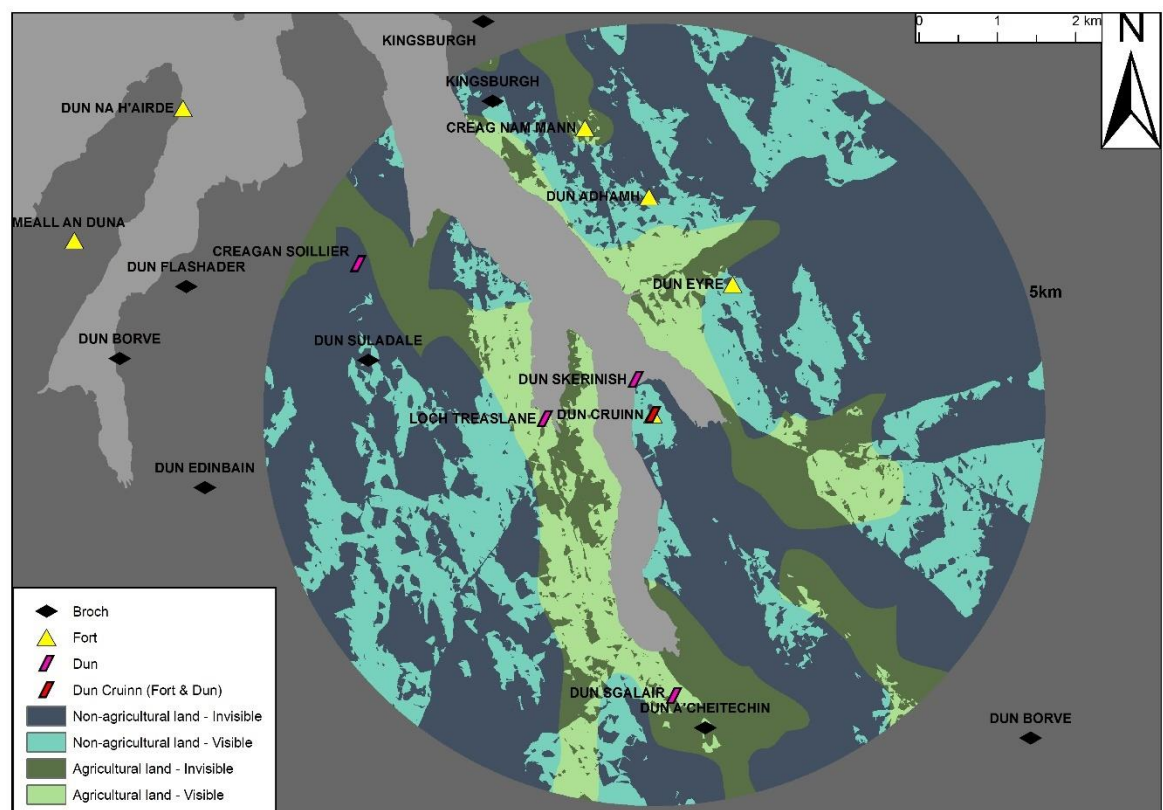 KINGSBURGH
0 1 2 km
N
KINGSBURGH
DUN NA H'AIRDE
CREAG NAM MANN
DUN ADHAMH
MEALL AN DUNA
CREAGAN SOILLIER
DUN FLASHADER
DUN EYRE
5km
DUN BORVE
DUN SULADALE
DUN SKERINISH
LOCH TREASLANE
DUN CRUINN
DUN EDINBAIN
DUN SGALAIR
DUN A'CHEITECHIN
DUN BORVE
Broch
Fort
Dun
Dun Cruinn (Fort & Dun)
Non-agricultural land - Invisible
Non-agricultural land - Visible
Agricultural land - Invisible
Agricultural land - Visible